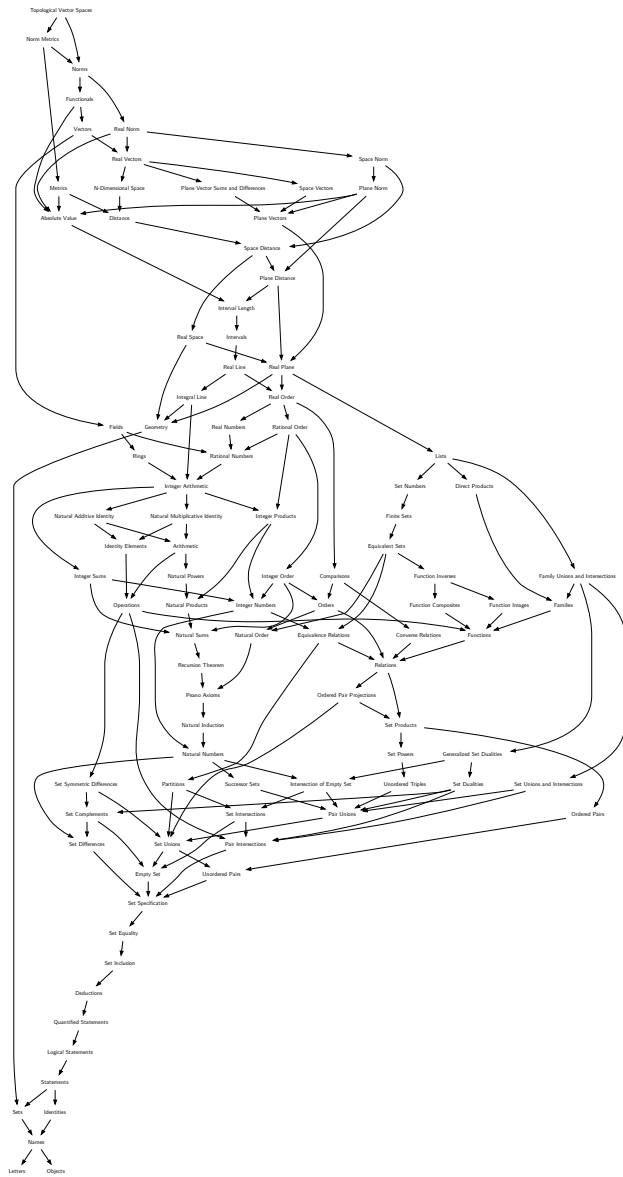 Topological Vector Spaces
Norm Metrics
Norms
Functionals
Vectors
Real Norm
Real Vectors
Space Norm
Metrics
N-Dimensional Space
Plane Vector Sums and Differences
Space Vectors
Plane Norm
Absolute Value
Distance
Plane Vectors
Space Distance
Plane Distance
Interval Length
Real Space
Intervals
Real Line
Real Plane
Integral Line
Real Order
Fields
Geometry
Real Numbers
Rational Order
Rings
Rational Numbers
Lists
Integer Arithmetic
Set Numbers
Direct Products
Natural Additive Identity
Natural Multiplicative Identity
Integer Products
Finite Sets
Identity Elements
Arithmetic
Equivalent Sets
Integer Sums
Natural Powers
Integer Order
Comparisons
Function Inverses
Family Unions and Intersections
Operations
Natural Products
Integer Numbers
Orders
Function Composites
Function Images
Families
Natural Sums
Natural Order
Equivalence Relations
Converse Relations
Functions
Recursion Theorem
Relations
Peano Axioms
Ordered Pair Projections
Natural Induction
Set Products
Natural Numbers
Set Powers
Generalized Set Dualities
Set Symmetric Differences
Partitions
Successor Sets
Intersection of Empty Set
Unordered Triples
Set Dualities
Set Unions and Intersections
Set Complements
Set Intersections
Pair Unions
Ordered Pairs
Set Differences
Set Unions
Pair Intersections
Empty Set
Unordered Pairs
Set Specification
Set Equality
Set Inclusion
Deductions
Quantified Statements
Logical Statements
Statements
Sets
Identities
Names
Letters
Objects